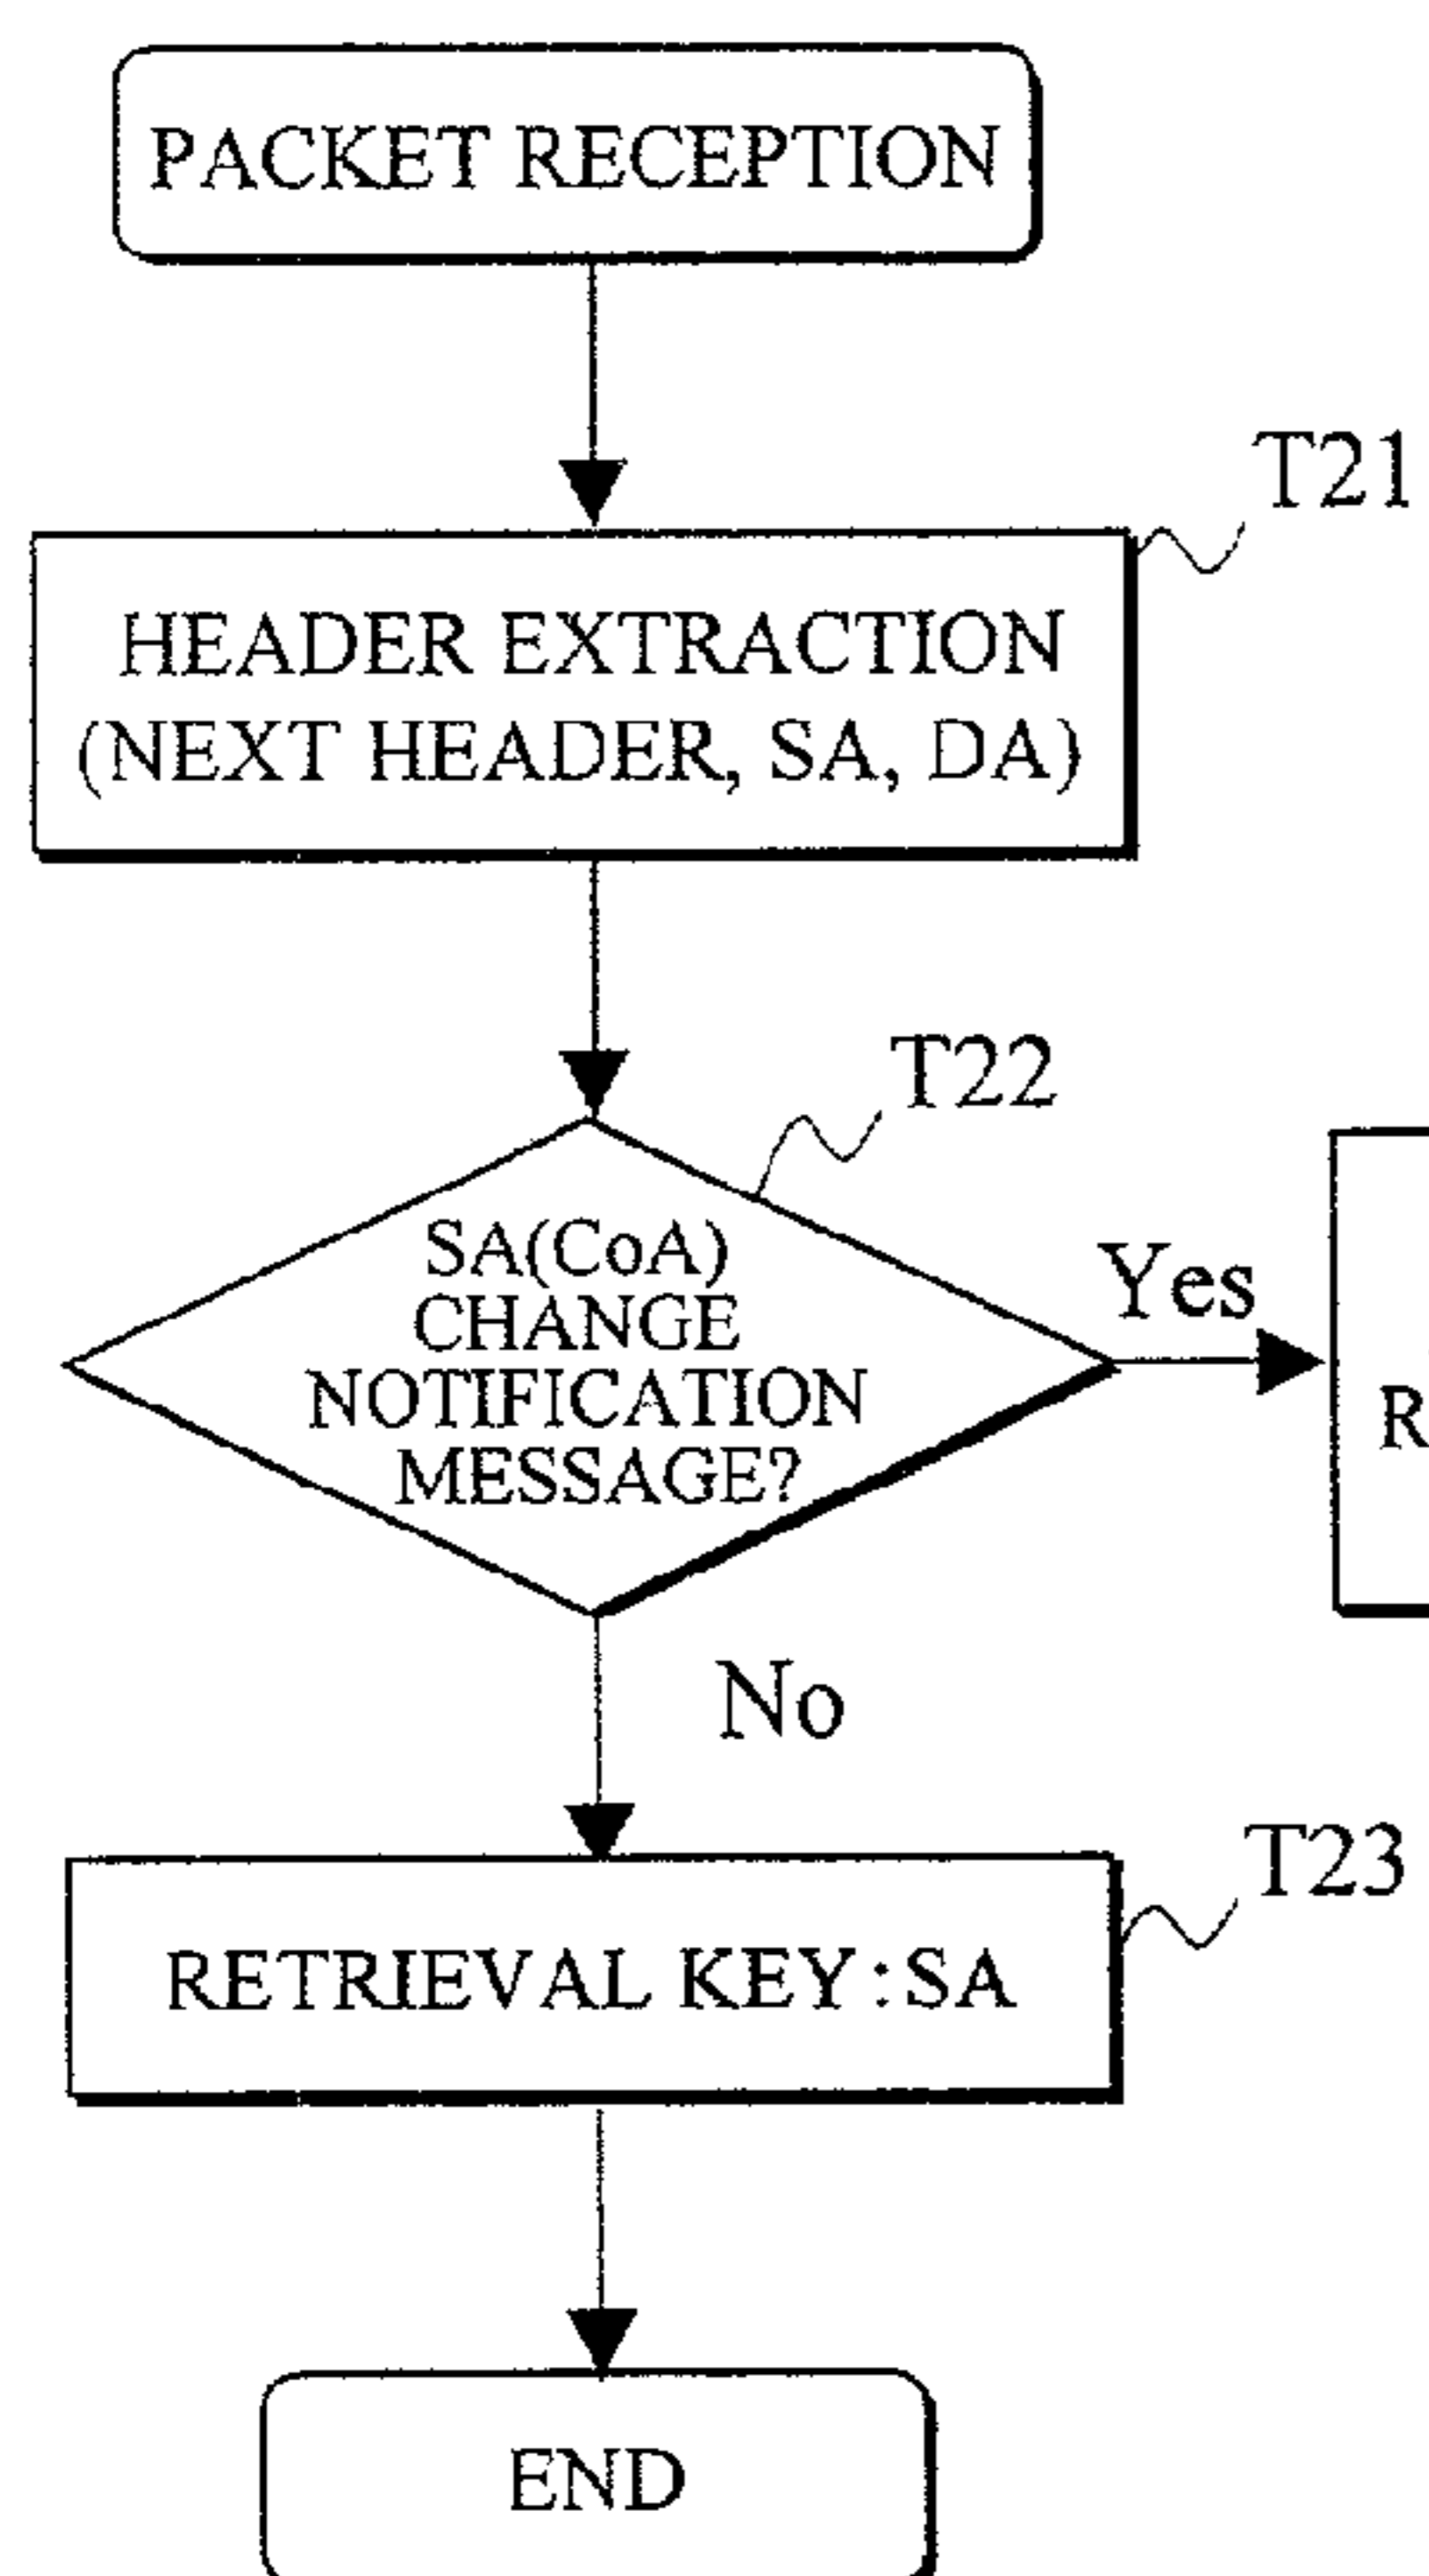 PACKET RECEPTION
T21
HEADER EXTRACTION
(NEXT HEADER, SA, DA)
T22
SA(CoA)
CHANGE
NOTIFICATION
MESSAGE?
Yes
R
No
T23
RETRIEVAL KEY:SA
END